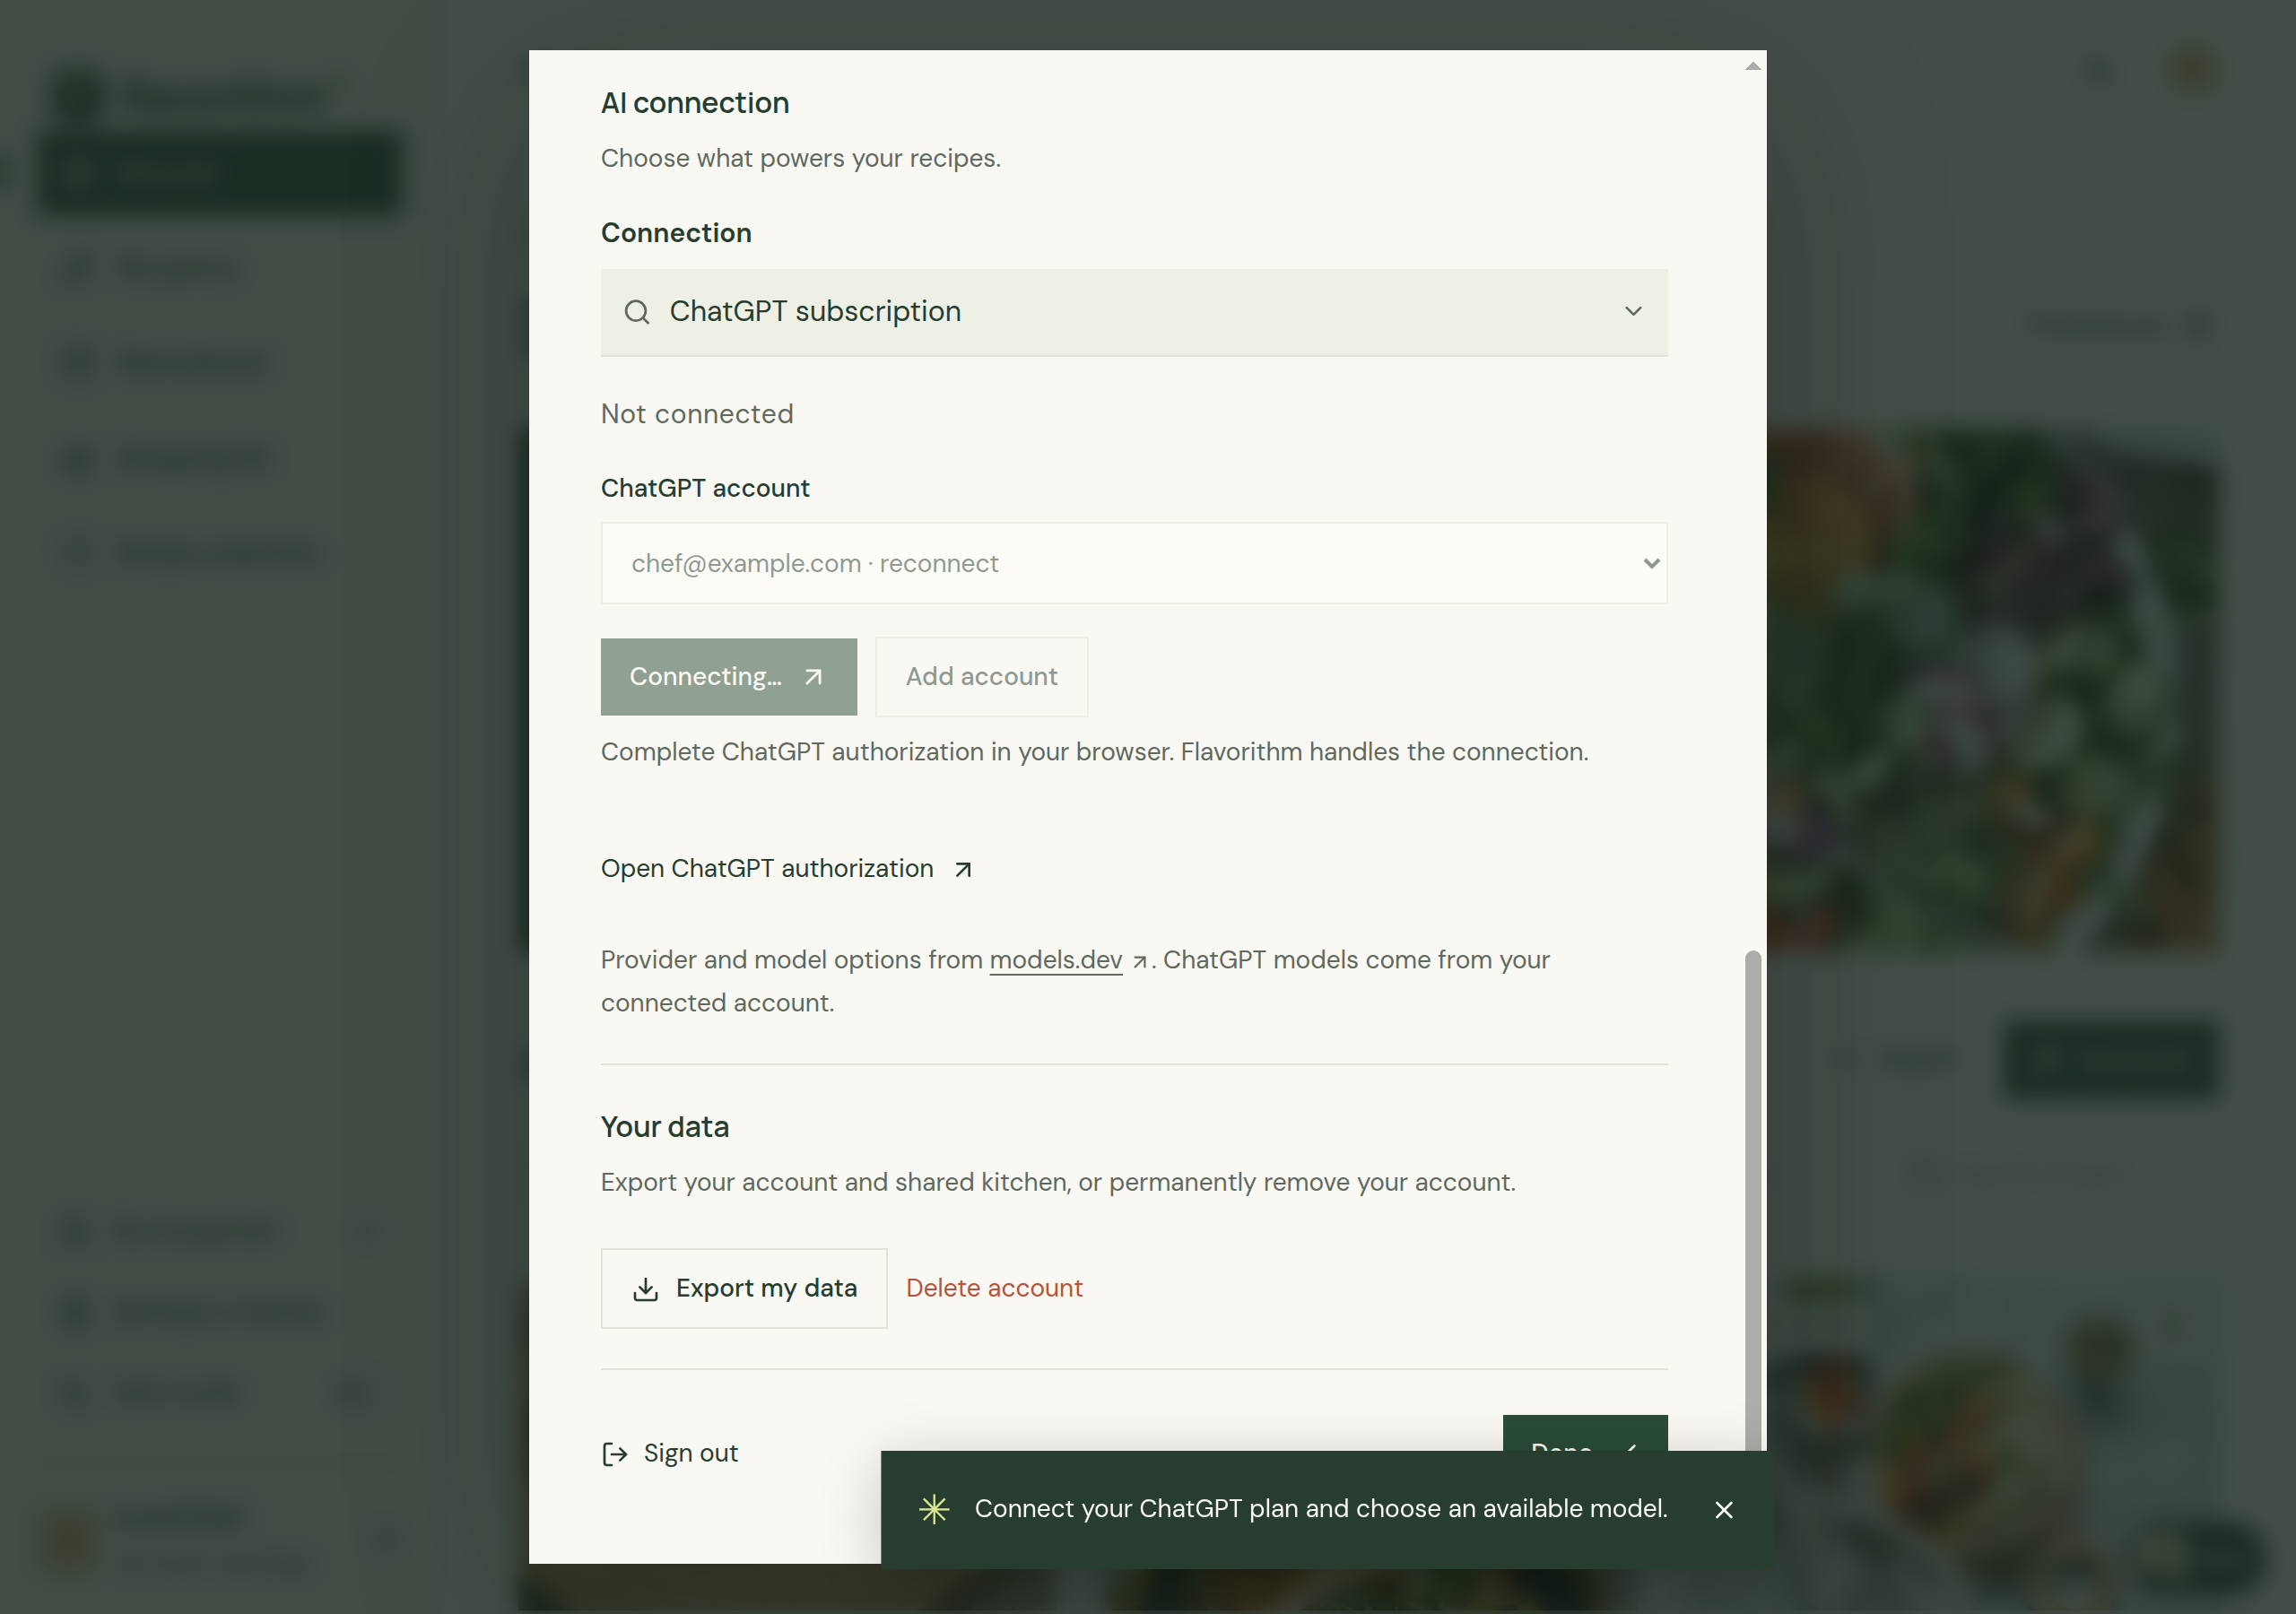 AI connection
Choose what powers your recipes.
Connection
ChatGPT subscription
Not connected
ChatGPT account
chef@example.com · reconnect
Connecting...
Add account
Complete ChatGPT authorization in your browser. Flavorithm handles the connection.
Open ChatGPT authorization
Provider and model options from models.dev. ChatGPT models come from your
connected account.
Your data
Export your account and shared kitchen, or permanently remove your account.
Export my data
Delete account
Sign out
Done
Connect your ChatGPT plan and choose an available model.